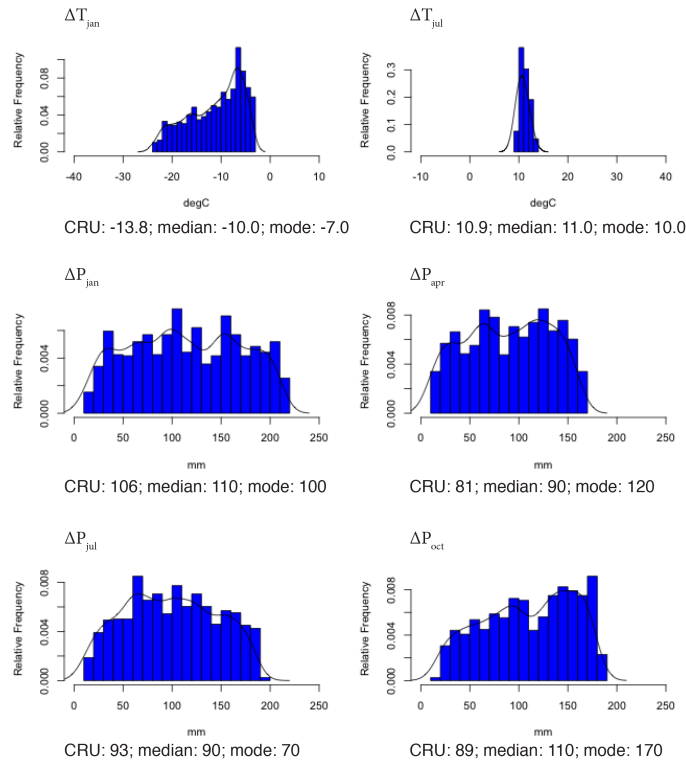 ΔTjan
ΔTjul
Relative Frequency
0.00 0.04 0.08
-40 -30 -20 -10 0 10
degC
Relative Frequency
0.0 0.1 0.2 0.3
-10 0 10 20 30 40
degC
CRU: -13.8; median: -10.0; mode: -7.0
CRU: 10.9; median: 11.0; mode: 10.0
ΔPjan
ΔPapr
Relative Frequency
0.000 0.004
0 50 100 150 200 250
mm
Relative Frequency
0.000 0.004 0.008
0 50 100 150 200 250
mm
CRU: 106; median: 110; mode: 100
CRU: 81; median: 90; mode: 120
ΔPjul
ΔPoct
Relative Frequency
0.000 0.004 0.008
0 50 100 150 200 250
mm
Relative Frequency
0.000 0.004 0.008
0 50 100 150 200 250
mm
CRU: 93; median: 90; mode: 70
CRU: 89; median: 110; mode: 170